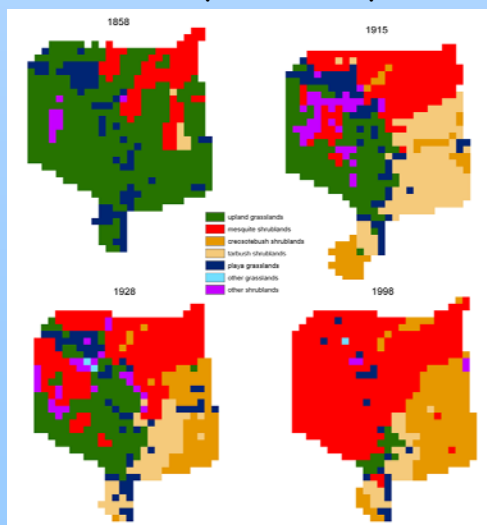 1858
1915
upland grasslands
mesquite shrublands
creosotebush shrublands
tarbush shrublands
playa grasslands
other grasslands
other shrublands
1928
1998